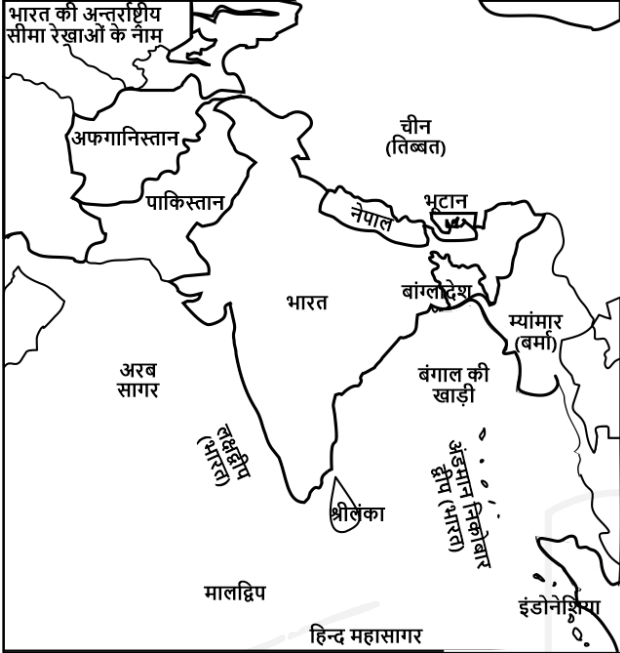 भारत की अन्तर्राष्ट्रीय
सीमा रेखाओं के नाम
अफगानिस्तान
चीन
(तिब्बत)
पाकिस्तान
नेपाल
भूटान
भारत
बांग्लादेश
म्यांमार
(बर्मा)
अरब
सागर
बंगाल की
खाड़ी
लक्षद्वीप
(भारत)
अंडमान निकोबार
द्वीप (भारत)
श्रीलंका
मालद्विप
इंडोनेशिया
हिन्द महासागर